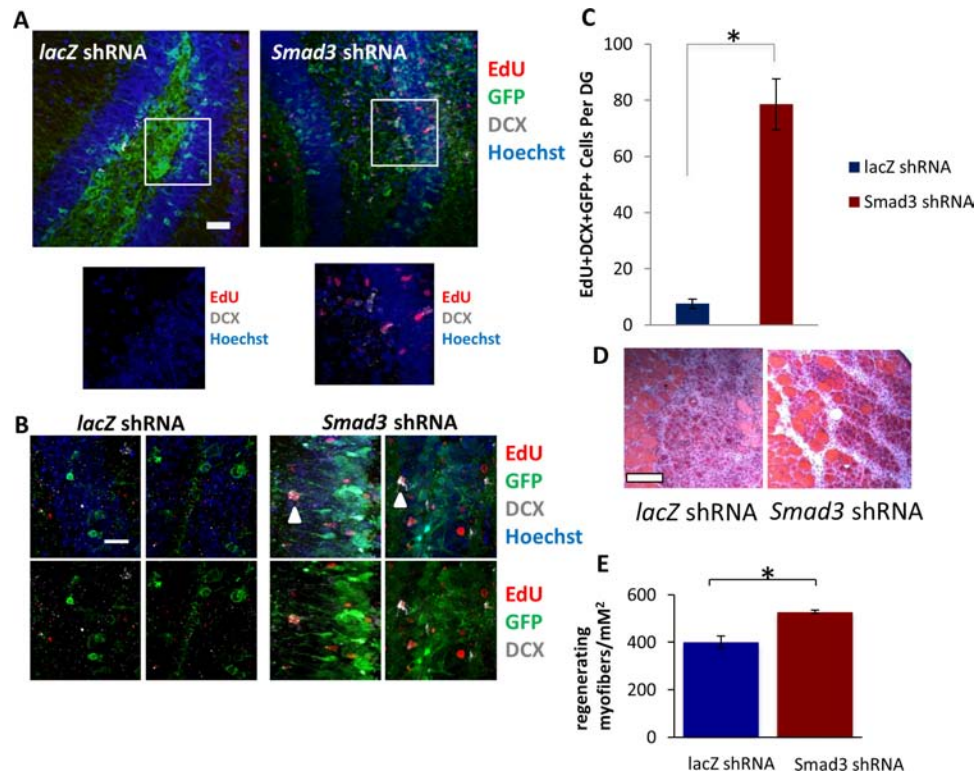 A
lacZ shRNA
Smad3 shRNA
EdU
GFP
DCX
Hoechst
EdU
DCX
Hoechst
EdU
DCX
Hoechst
B
lacZ shRNA
Smad3 shRNA
EdU
GFP
DCX
Hoechst
EdU
GFP
DCX
C
EdU+DCX+GFP+ Cells Per DG
100
80
60
40
20
0
*
lacZ shRNA
Smad3 shRNA
D
lacZ shRNA
Smad3 shRNA
E
regenerating
myofibers/mM²
600
400
200
0
*
lacZ shRNA
Smad3 shRNA